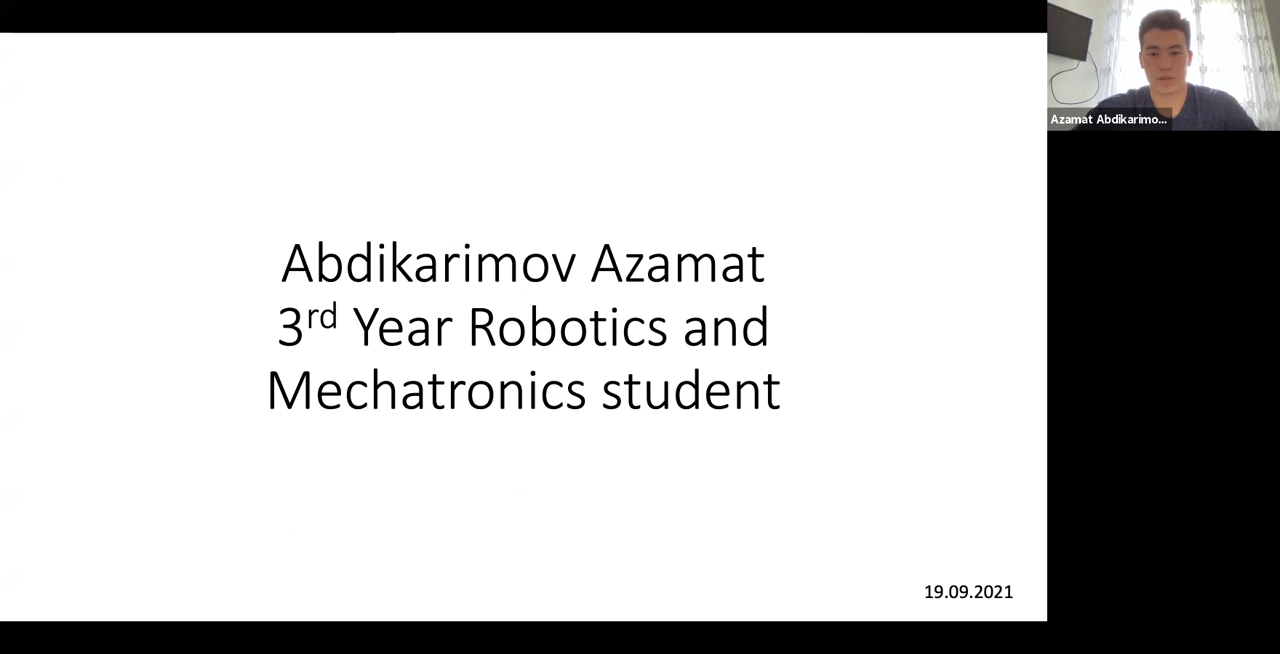 Azamat Abdikarimo...
Abdikarimov Azamat
3rd Year Robotics and
Mechatronics student
19.09.2021